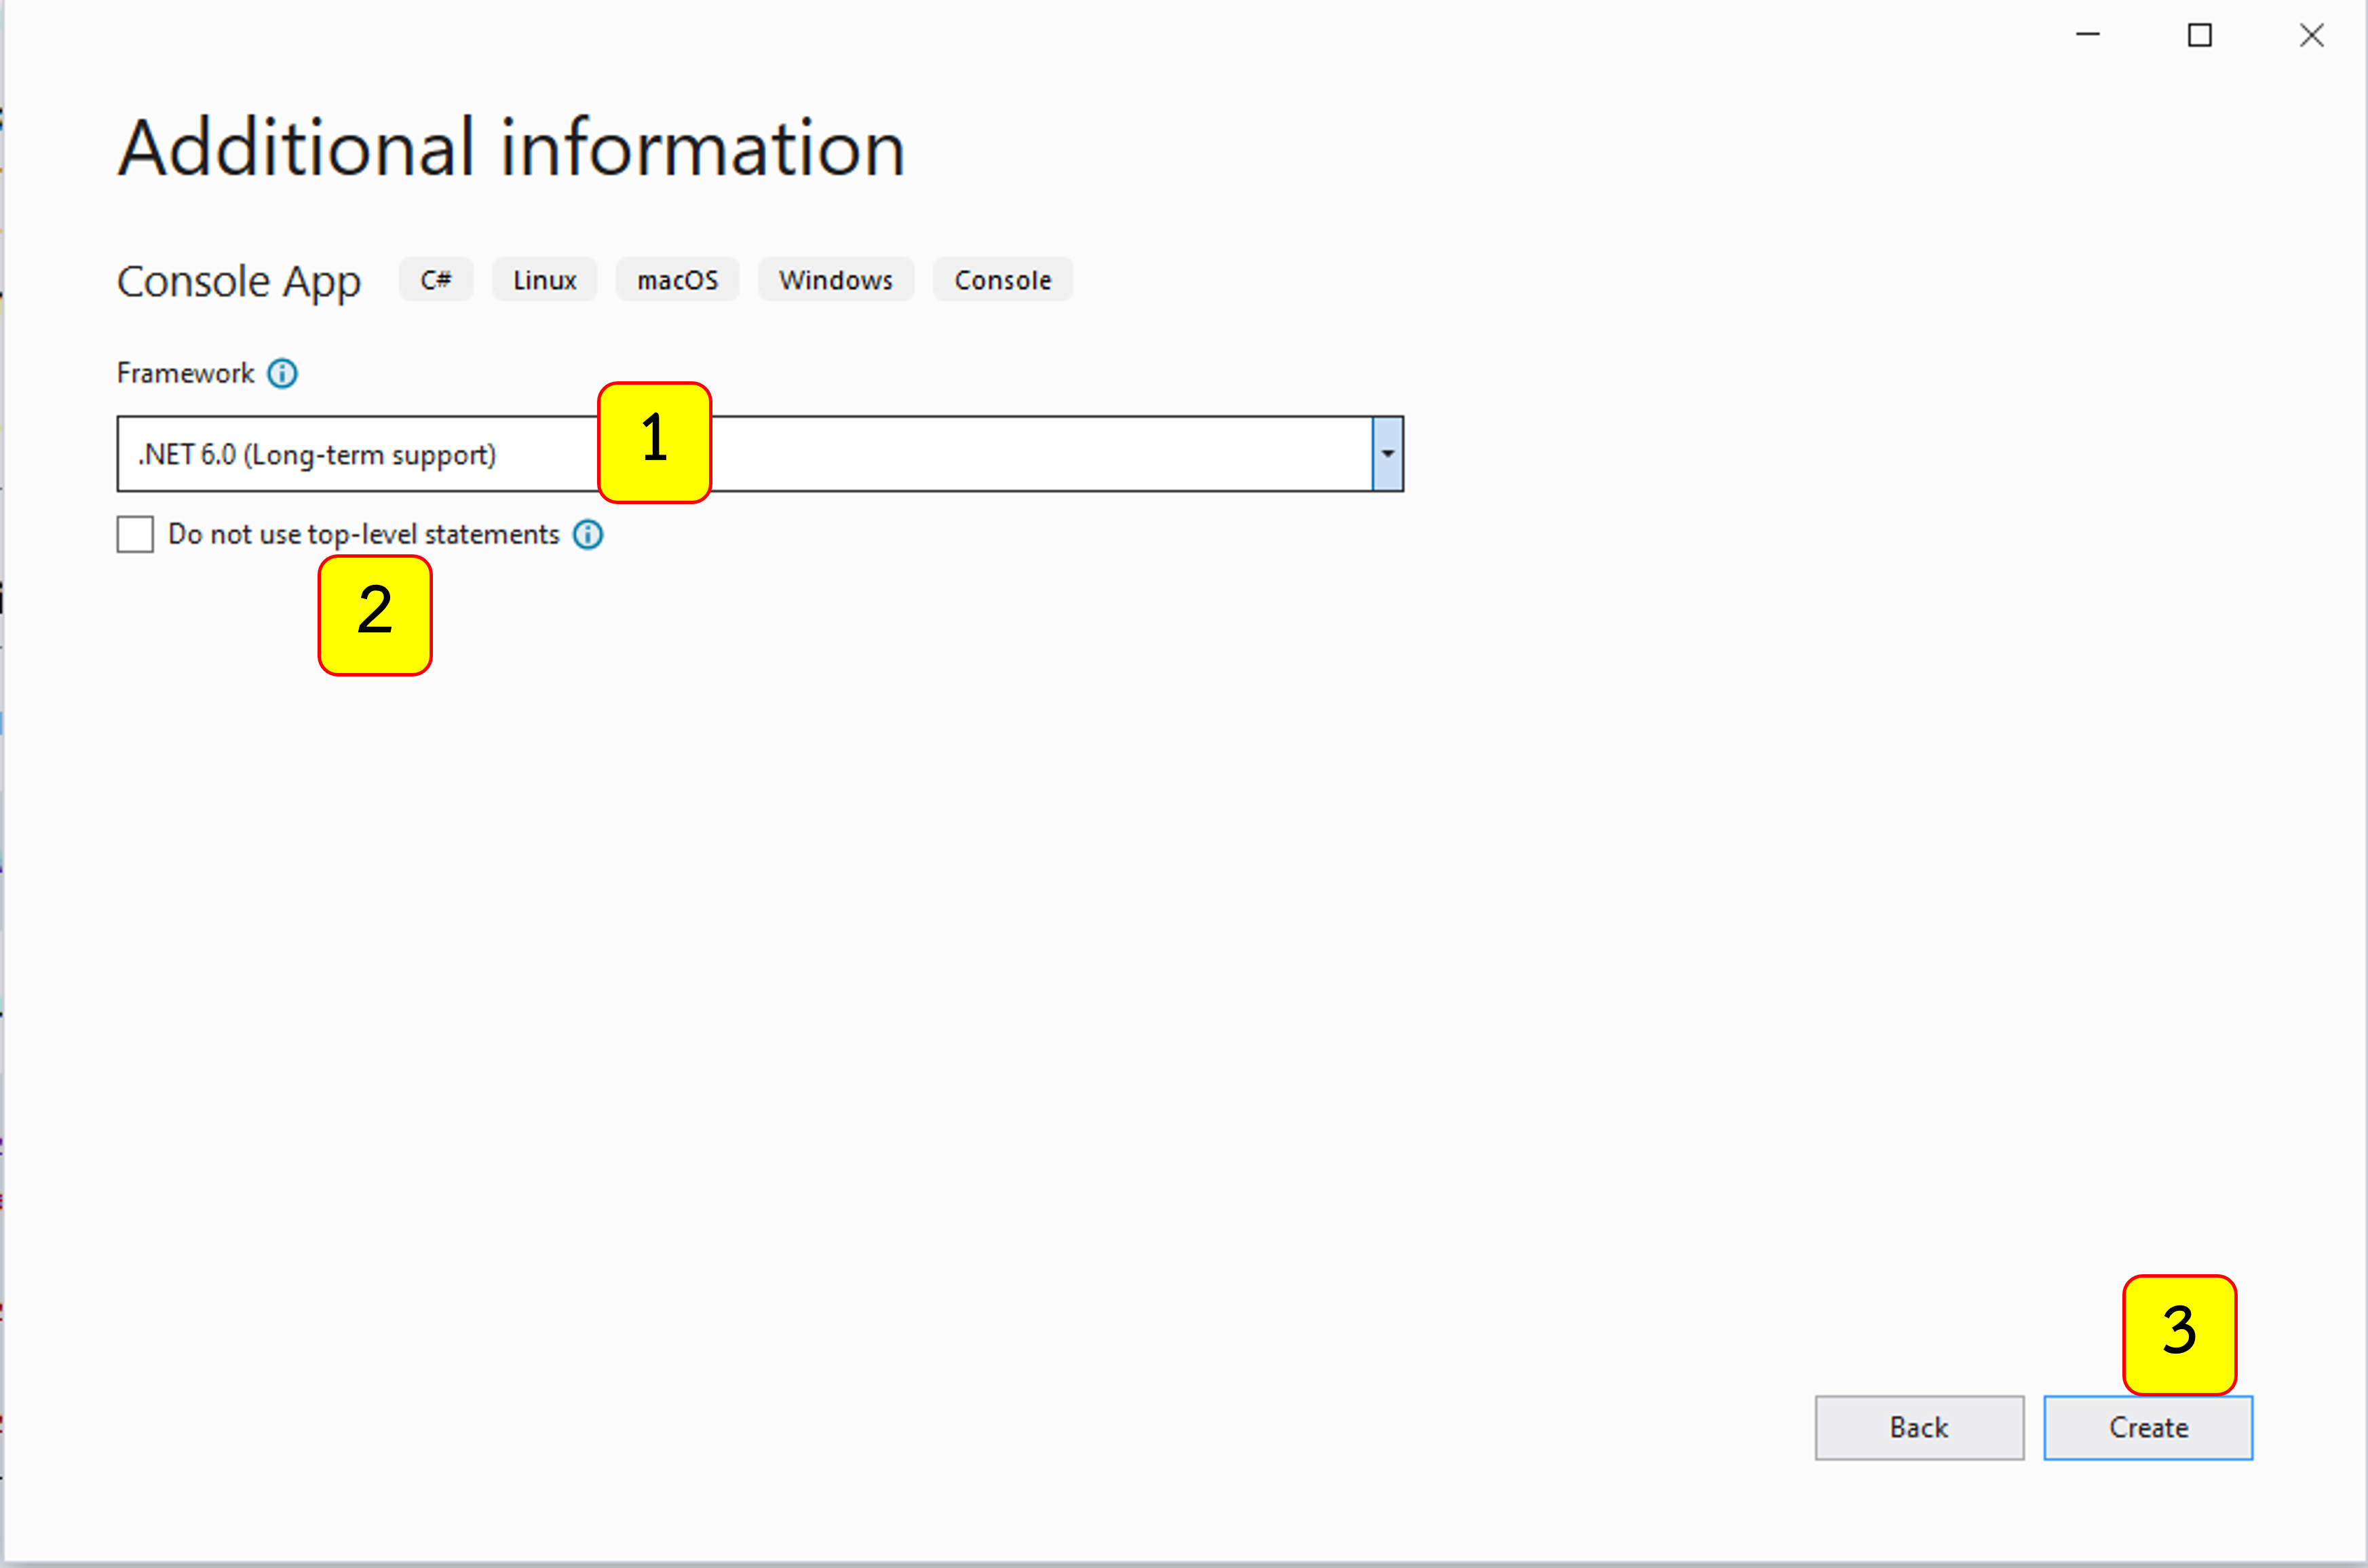 Additional information
Console App C# Linux macOS Windows Console
Framework
1
.NET 6.0 (Long-term support)
Do not use top-level statements
2
3
Back Create